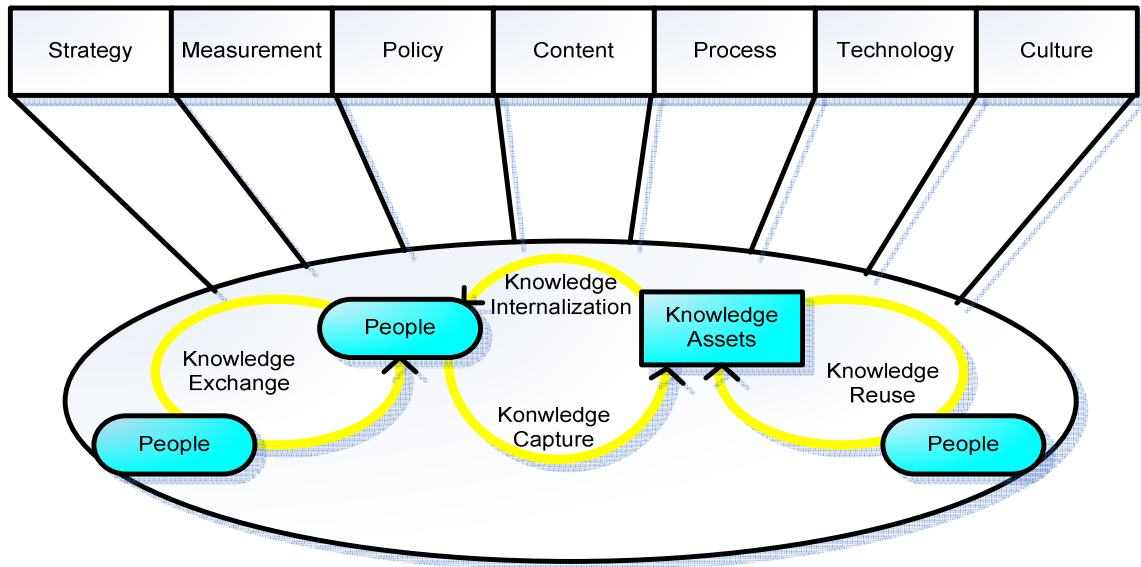 Strategy
Measurement
Policy
Content
Process
Technology
Culture
Knowledge
Internalization
People
Knowledge
Assets
Knowledge
Exchange
Knowledge
Reuse
Konwledge
Capture
People
People